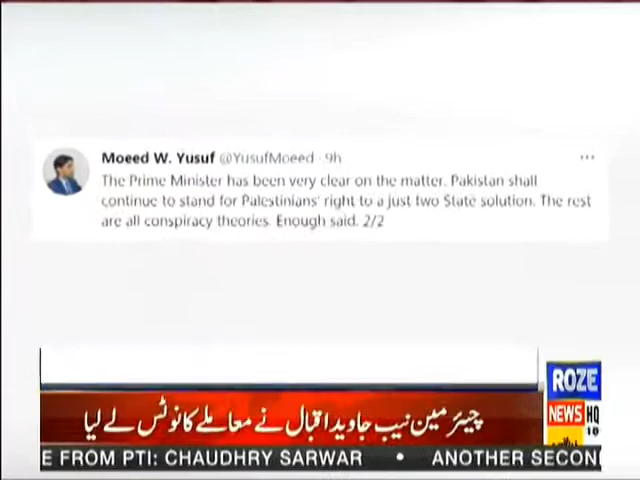 Moeed W. Yusuf @YusufMoeed · 9h
The Prime Minister has been very clear on the matter. Pakistan shall
continue to stand for Palestinians' right to a just two State solution. The rest
are all conspiracy theories. Enough said. 2/2
چیئرمین نیب جاوید اقبال نے معاملے کا نوٹس لے لیا
ROZE
NEWS HQ
E FROM PTI: CHAUDHRY SARWAR • ANOTHER SECON